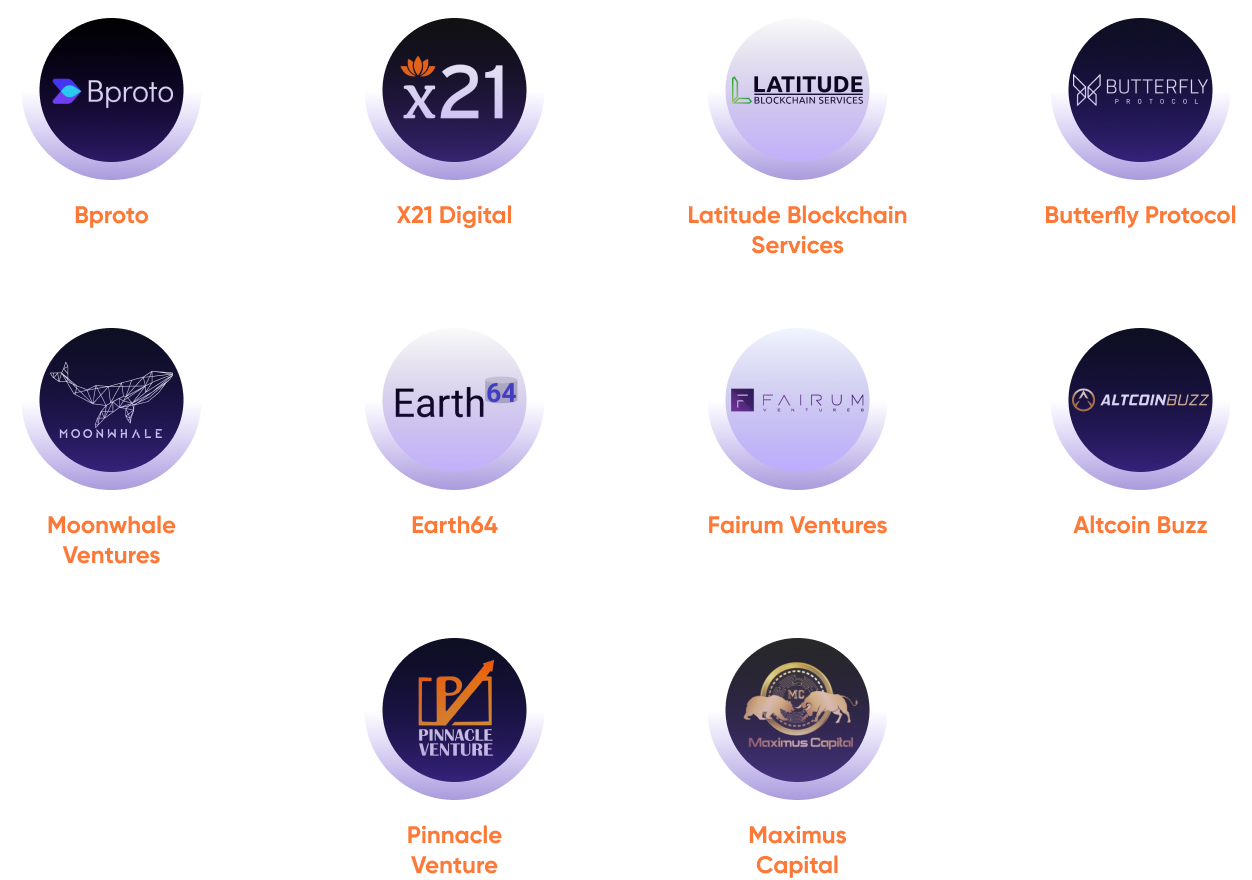 Bproto
x21
LATITUDE
BLOCKCHAIN SERVICES
BUTTERFLY
PROTOCOL
Bproto
X21 Digital
Latitude Blockchain
Services
Butterfly Protocol
MOONWHALE
Earth64
F FAIRUM
VENTURES
ALTCOINBUZZ
Moonwhale
Ventures
Earth64
Fairum Ventures
Altcoin Buzz
PV
PINNACLE
VENTURE
MC
Maximus Capital
Pinnacle
Venture
Maximus
Capital